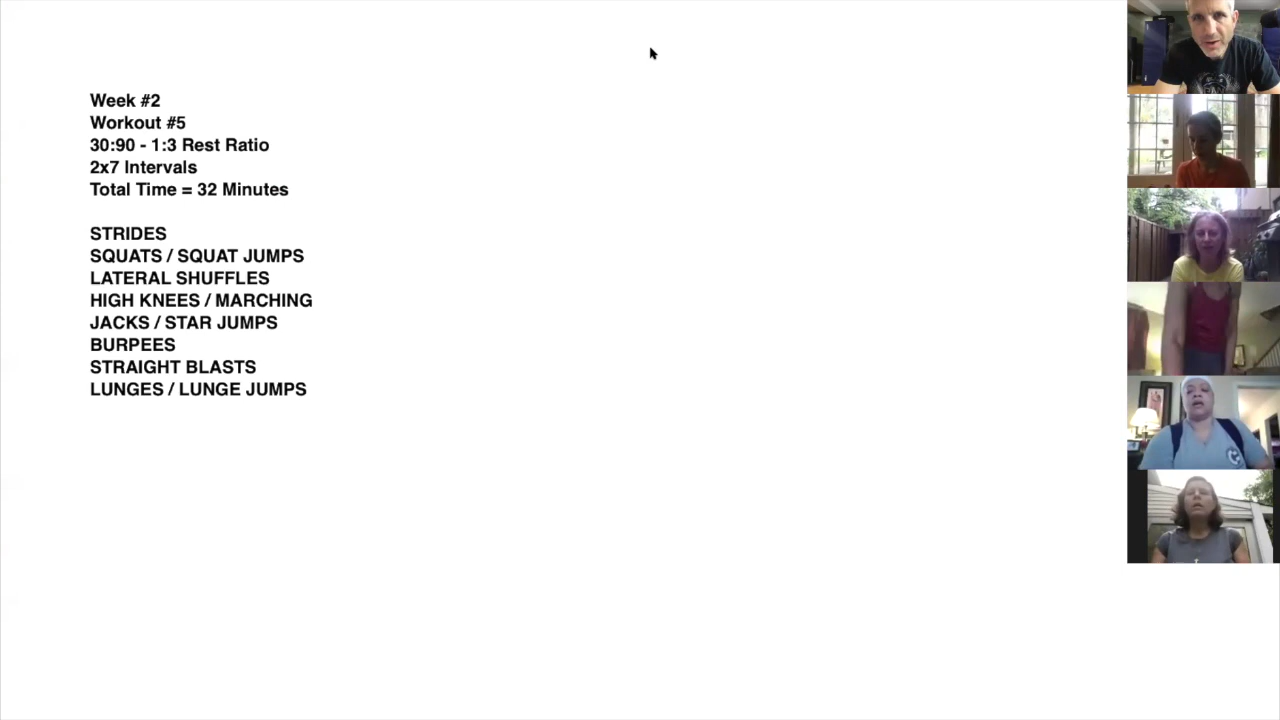 Week #2
Workout #5
30:90 - 1:3 Rest Ratio
2x7 Intervals
Total Time = 32 Minutes
STRIDES
SQUATS / SQUAT JUMPS
LATERAL SHUFFLES
HIGH KNEES / MARCHING
JACKS / STAR JUMPS
BURPEES
STRAIGHT BLASTS
LUNGES / LUNGE JUMPS